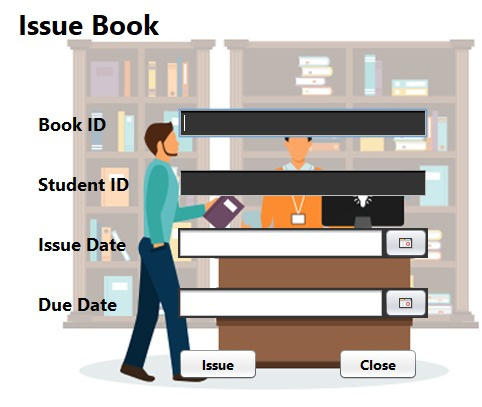 Issue Book
Book ID
Student ID
Issue Date
Due Date
Issue Close